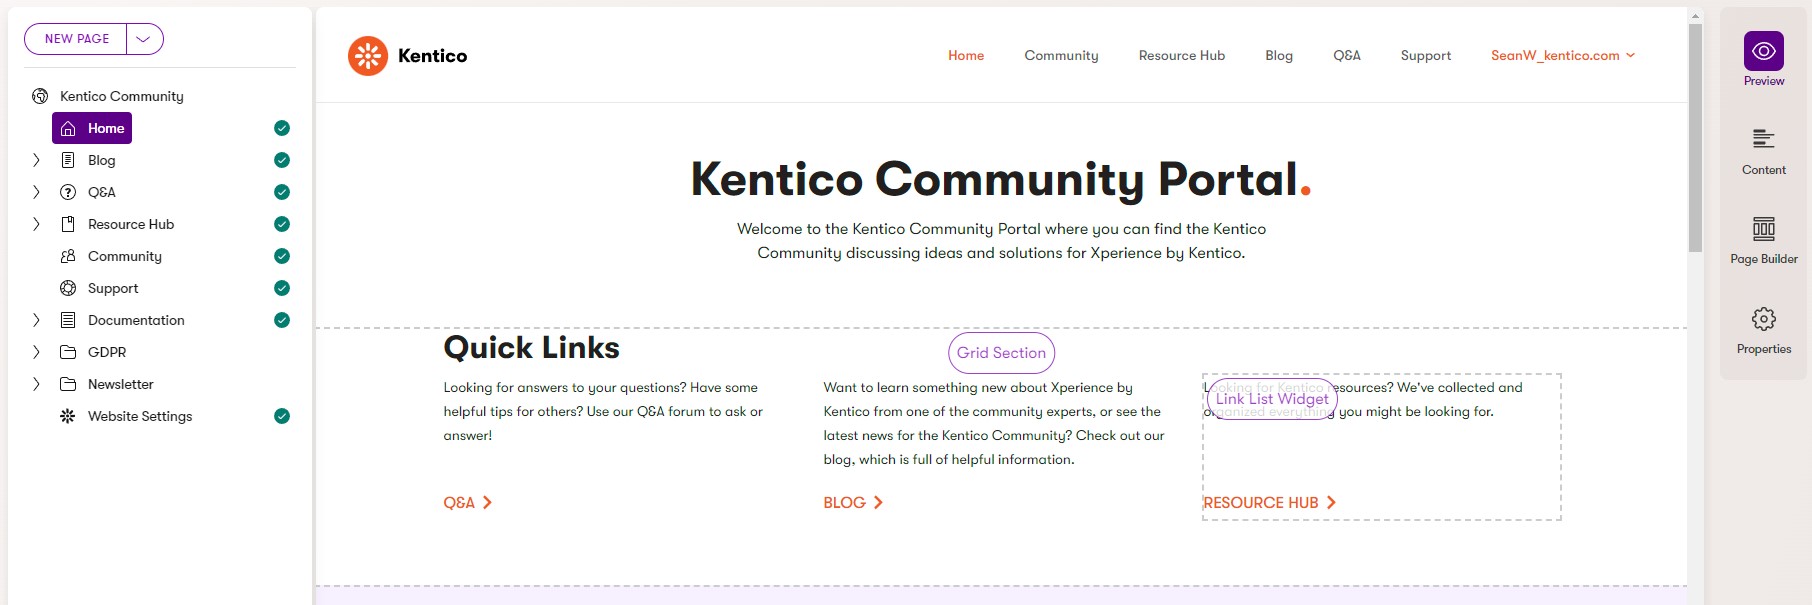 NEW PAGE
Kentico Community
Home
Blog
Q&A
Resource Hub
Community
Support
Documentation
GDPR
Newsletter
Website Settings
Kentico
Home Community Resource Hub Blog Q&A Support SeanW_kentico.com
Kentico Community Portal.
Welcome to the Kentico Community Portal where you can find the Kentico
Community discussing ideas and solutions for Xperience by Kentico.
Quick Links
Grid Section
Looking for answers to your questions? Have some
helpful tips for others? Use our Q&A forum to ask or
answer!
Q&A
Want to learn something new about Xperience by
Kentico from one of the community experts, or see the
latest news for the Kentico Community? Check out our
blog, which is full of helpful information.
BLOG
Looking for Kentico resources? We've collected and
organized everything you might be looking for.
Link List Widget
RESOURCE HUB
Preview
Content
Page Builder
Properties